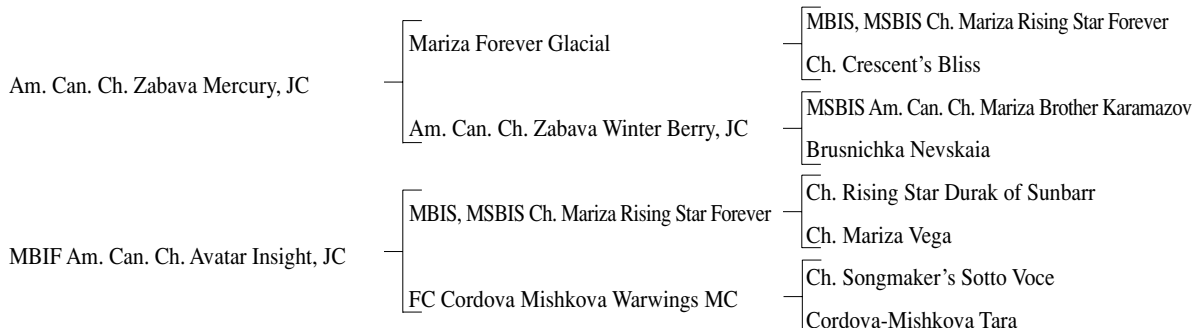 MBIS, MSBIS Ch. Mariza Rising Star Forever
Mariza Forever Glacial
Ch. Crescent’s Bliss
Am. Can. Ch. Zabava Mercury, JC
MSBIS Am. Can. Ch. Mariza Brother Karamazov
Am. Can. Ch. Zabava Winter Berry, JC
Brusnichka Nevskaia
Ch. Rising Star Durak of Sunbarr
MBIS, MSBIS Ch. Mariza Rising Star Forever
Ch. Mariza Vega
MBIF Am. Can. Ch. Avatar Insight, JC
Ch. Songmaker’s Sotto Voce
FC Cordova Mishkova Warwings MC
Cordova-Mishkova Tara